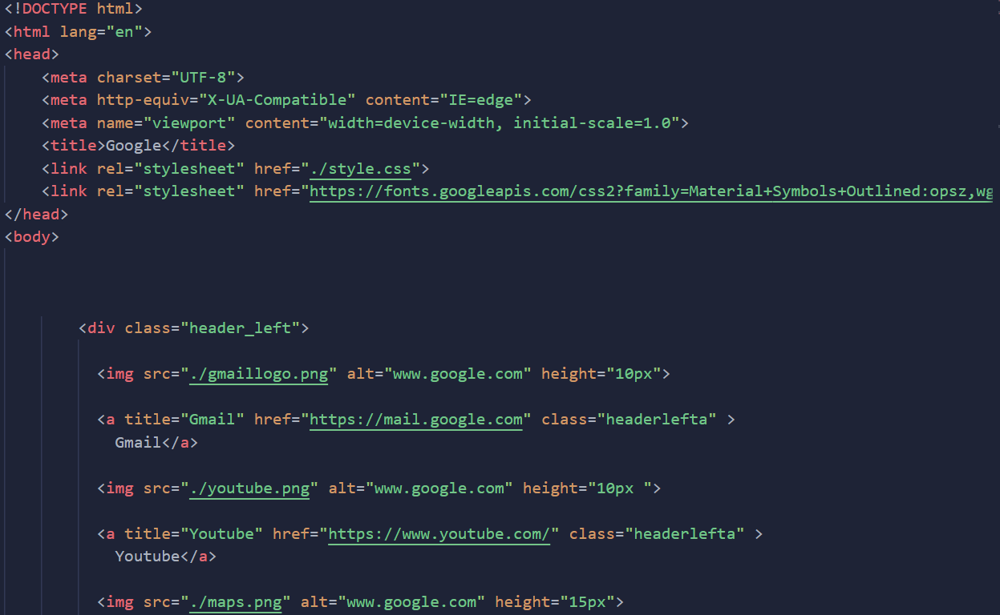 <!DOCTYPE html>
<html lang="en">
<head>
    <meta charset="UTF-8">
    <meta http-equiv="X-UA-Compatible" content="IE=edge">
    <meta name="viewport" content="width=device-width, initial-scale=1.0">
    <title>Google</title>
    <link rel="stylesheet" href="./style.css">
    <link rel="stylesheet" href="https://fonts.googleapis.com/css2?family=Material+Symbols+Outlined:opsz,wg
</head>
<body>
        <div class="header_left">
          <img src="./gmaillogo.png" alt="www.google.com" height="10px">
          <a title="Gmail" href="https://mail.google.com" class="headerlefta" >
            Gmail</a>
          <img src="./youtube.png" alt="www.google.com" height="10px ">
          <a title="Youtube" href="https://www.youtube.com/" class="headerlefta" >
            Youtube</a>
          <img src="./maps.png" alt="www.google.com" height="15px">